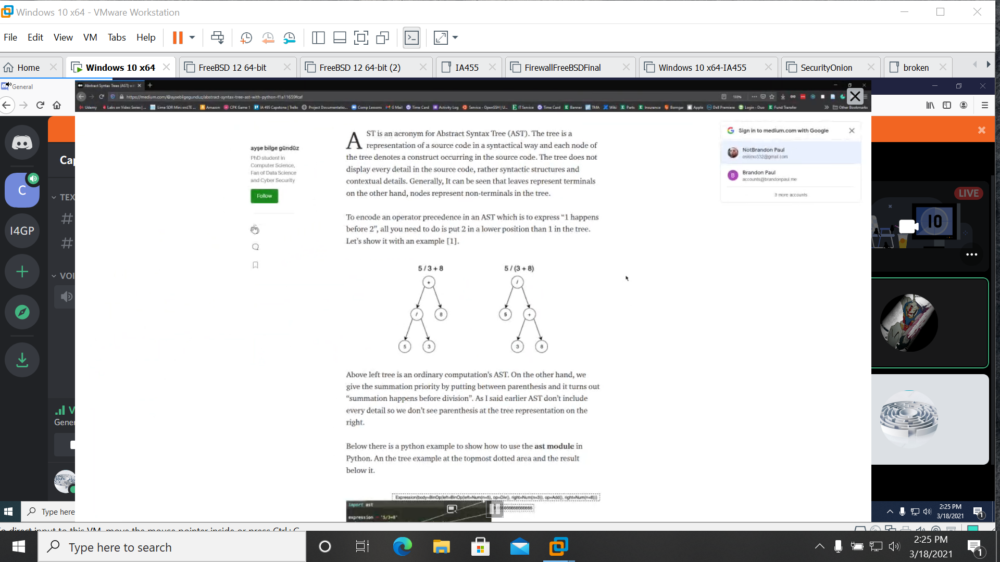 Windows 10 x64 - VMware Workstation
File Edit View VM Tabs Help
Home
Windows 10 x64
FreeBSD 12 64-bit
FreeBSD 12 64-bit (2)
IA455
FirewallFreeBSDFinal
Windows 10 x64-IA455
SecurityOnion
broken
General
Abstract Syntax Trees (AST) wit
https://medium.com/@aysebilgegunduz/abstract-syntax-tree-ast-with-python-f1a11659fcaf
133%
Udemy
Labs on Video Series |...
Lime SDR Mini snLTE ...
Amazon
CPK Game 1
IA 495 Capstone | Trello
Project Documentatio...
Comp Lessons
G Mail
Time Card
Activity Log
Service - OpenSSH | U...
IT Service
Time Card
Banner
TMA
Wiki
Parts
Insurance
Bomgar
Apple
Dell Premiere
Login - Duo
Fund Transfer
Other Bookmarks
Cap
C
I4GP
TEX
VOI
V
Gener
ayşe bilge gündüz
PhD student in
Computer Science,
Fan of Data Science
and Cyber Security
Follow
AST is an acronym for Abstract Syntax Tree (AST). The tree is a
representation of a source code in a syntactical way and each node of
the tree denotes a construct occurring in the source code. The tree does not
display every detail in the source code, rather syntactic structures and
contextual details. Generally, It can be seen that leaves represent terminals
on the other hand, nodes represent non-terminals in the tree.
To encode an operator precedence in an AST which is to express “1 happens
before 2”, all you need to do is put 2 in a lower position than 1 in the tree.
Let’s show it with an example [1].
5 / 3 + 8
5 / (3 + 8)
+
/
/ 8
5 +
5 3
3 8
Above left tree is an ordinary computation’s AST. On the other hand, we
give the summation priority by putting between parenthesis and it turns out
“summation happens before division”. As I said earlier AST don’t include
every detail so we don’t see parenthesis at the tree representation on the
right.
Below there is a python example to show how to use the ast module in
Python. An the tree example at the topmost dotted area and the result
below it.
Expression(body=BinOp(left=BinOp(left=Num(n=5), op=Div(), right=Num(n=3)), op=Add(), right=Num(n=8)))
import ast
expression = '5/3+8'
666666666666
Sign in to medium.com with Google
NotBrandon Paul
eskimo332@gmail.com
B
Brandon Paul
accounts@brandonpaul.me
3 more accounts
LIVE
10
Type here
2:25 PM
3/18/2021
1
To direct input to this VM, move the mouse pointer inside or press Ctrl+G.
Type here to search
2:25 PM
3/18/2021
1